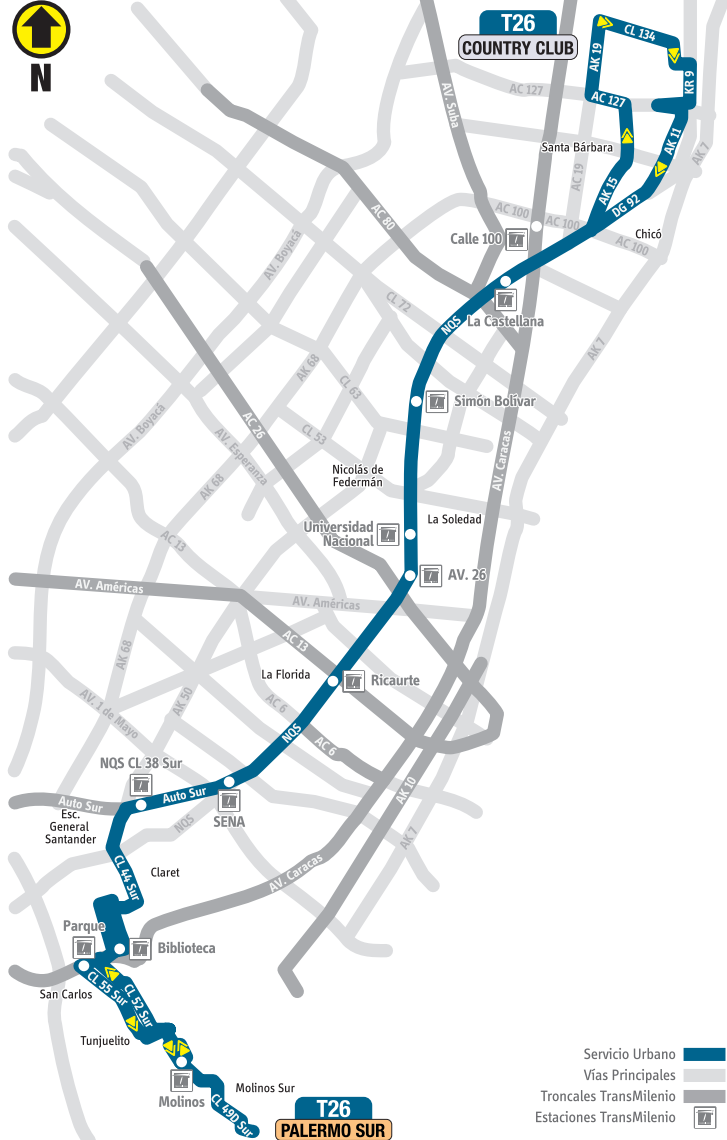 T26
COUNTRY CLUB
N
CL 134
AK 19
KR 9
AC 127
AC 127
AV. Suba
Santa Bárbara
AK 11
AK 7
AC 19
AK 15
DG 92
AC 80
AC 100
AC 100
AC 100
Chicó
Calle 100
AV. Boyacá
CL 72
NQS
La Castellana
AK 7
AK 68
CL 63
Simón Bolívar
AV. Boyacá
AC 26
CL 53
AV. Esperanza
AV. Caracas
Nicolás de
Federmán
AK 68
La Soledad
Universidad
Nacional
AC 13
AV. 26
AV. Américas
AV. Américas
AC 13
AK 68
La Florida
Ricaurte
AK 50
AC 6
AV. 1 de Mayo
NQS
AC 6
NQS CL 38 Sur
AK 10
Auto Sur
Auto Sur
Esc.
General
Santander
SENA
NQS
AK 7
CL 44 Sur
Claret
AV. Caracas
Parque
Biblioteca
San Carlos
CL 55 Sur
CL 52 Sur
Tunjuelito
Molinos
Molinos Sur
CL 49D Sur
T26
PALERMO SUR
Servicio Urbano
Vías Principales
Troncales TransMilenio
Estaciones TransMilenio